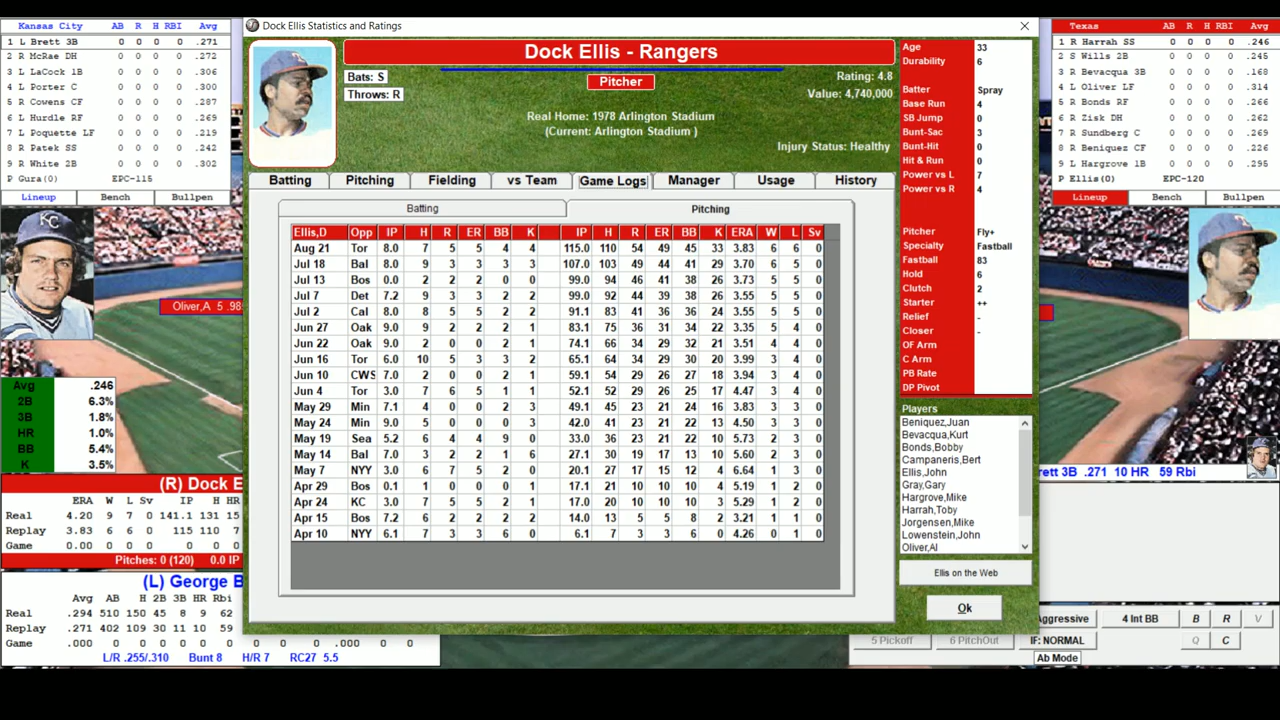 Kansas City AB R H RBI Avg
1 L Brett 3B 0 0 0 0 .271
2 R McRae DH 0 0 0 0 .272
3 L LaCock 1B 0 0 0 0 .306
4 L Porter C 0 0 0 0 .300
5 R Cowens CF 0 0 0 0 .287
6 L Hurdle RF 0 0 0 0 .269
7 L Poquette LF 0 0 0 0 .219
8 R Patek SS 0 0 0 0 .242
9 R White 2B 0 0 0 0 .302
P Gura(0) EPC-115
Lineup Bench Bullpen
KC
Oliver,A 5 .98
Avg .246
2B 6.3%
3B 1.8%
HR 1.0%
BB 5.4%
K 3.5%
(R) Dock E
ERA W L Sv IP H HR
Real 4.20 9 7 0 141.1 131 15
Replay 3.83 6 6 0 115 110 7
Game 0.00 0 0 0 0 0 0
Pitches: 0 (120) 0.0 IP
(L) George B
Avg AB H 2B 3B HR Rbi
Real .294 510 150 45 8 9 62
Replay .271 402 109 30 11 10 59
Game .000 0 0 0 0 0 0 .000 0 0
L/R .255/.310 Bunt 8 H/R 7 RC27 5.5
Dock Ellis Statistics and Ratings
Dock Ellis - Rangers
Bats: S
Throws: R
Pitcher
Rating: 4.8
Value: 4,740,000
Real Home: 1978 Arlington Stadium
(Current: Arlington Stadium )
Injury Status: Healthy
Batting Pitching Fielding vs Team Game Logs Manager Usage History
Batting Pitching
Ellis,D Opp IP H R ER BB K IP H R ER BB K ERA W L Sv
Aug 21 Tor 8.0 7 5 5 4 4 115.0 110 54 49 45 33 3.83 6 6 0
Jul 18 Bal 8.0 9 3 3 3 3 107.0 103 49 44 41 29 3.70 6 5 0
Jul 13 Bos 0.0 2 2 2 0 0 99.0 94 46 41 38 26 3.73 5 5 0
Jul 7 Det 7.2 9 3 3 2 2 99.0 92 44 39 38 26 3.55 5 5 0
Jul 2 Cal 8.0 8 5 5 2 2 91.1 83 41 36 36 24 3.55 5 5 0
Jun 27 Oak 9.0 9 2 2 2 1 83.1 75 36 31 34 22 3.35 5 4 0
Jun 22 Oak 9.0 2 0 0 2 1 74.1 66 34 29 32 21 3.51 4 4 0
Jun 16 Tor 6.0 10 5 3 3 2 65.1 64 34 29 30 20 3.99 3 4 0
Jun 10 CWS 7.0 2 0 0 2 1 59.1 54 29 26 27 18 3.94 3 4 0
Jun 4 Tor 3.0 7 6 5 1 1 52.1 52 29 26 25 17 4.47 3 4 0
May 29 Min 7.1 4 0 0 2 3 49.1 45 23 21 24 16 3.83 3 3 0
May 24 Min 9.0 5 0 0 0 3 42.0 41 23 21 22 13 4.50 3 3 0
May 19 Sea 5.2 6 4 4 9 0 33.0 36 23 21 22 10 5.73 2 3 0
May 14 Bal 7.0 3 2 2 1 6 27.1 30 19 17 13 10 5.60 2 3 0
May 7 NYY 3.0 6 7 5 2 0 20.1 27 17 15 12 4 6.64 1 3 0
Apr 29 Bos 0.1 1 0 0 0 1 17.1 21 10 10 10 4 5.19 1 2 0
Apr 24 KC 3.0 7 5 5 2 1 17.0 20 10 10 10 3 5.29 1 2 0
Apr 15 Bos 7.2 6 2 2 2 2 14.0 13 5 5 8 2 3.21 1 1 0
Apr 10 NYY 6.1 7 3 3 6 0 6.1 7 3 3 6 0 4.26 0 1 0
Age 33
Durability 6
Batter Spray
Base Run 4
SB Jump 0
Bunt-Sac 3
Bunt-Hit 0
Hit & Run 0
Power vs L 7
Power vs R 4
Pitcher Fly+
Specialty Fastball
Fastball 83
Hold 6
Clutch 2
Starter ++
Relief -
Closer -
OF Arm
C Arm
PB Rate
DP Pivot
Players
Beniquez,Juan
Bevacqua,Kurt
Bonds,Bobby
Campaneris,Bert
Ellis,John
Gray,Gary
Hargrove,Mike
Harrah,Toby
Jorgensen,Mike
Lowenstein,John
Oliver,Al
Ellis on the Web
Ok
Texas AB R H RBI Avg
1 R Harrah SS 0 0 0 0 .246
2 S Wills 2B 0 0 0 0 .245
3 R Bevacqua 3B 0 0 0 0 .168
4 L Oliver LF 0 0 0 0 .314
5 R Bonds RF 0 0 0 0 .266
6 R Zisk DH 0 0 0 0 .262
7 R Sundberg C 0 0 0 0 .269
8 R Beniquez CF 0 0 0 0 .226
9 L Hargrove 1B 0 0 0 0 .295
P Ellis(0) EPC-120
Lineup Bench Bullpen
rett 3B .271 10 HR 59 Rbi
Aggressive 4 Int BB B R V
5 Pickoff 6 PitchOut IF: NORMAL Q C
Ab Mode